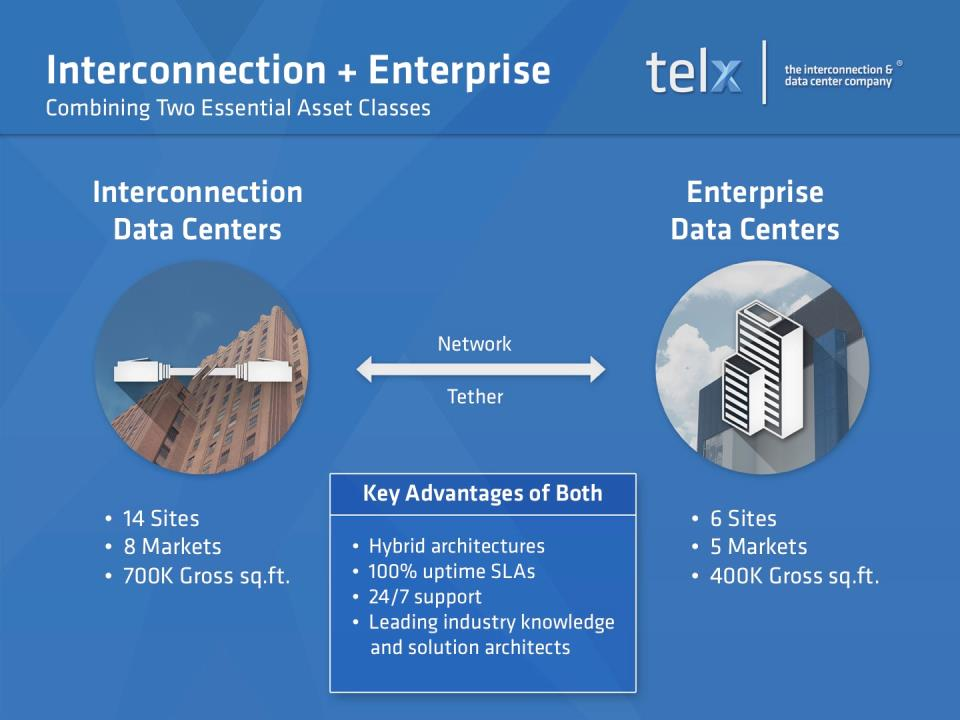 Interconnection + Enterprise
Combining Two Essential Asset Classes
telx
the interconnection &
data center company ®
Interconnection
Data Centers
Enterprise
Data Centers
Network
Tether
• 14 Sites
• 8 Markets
• 700K Gross sq.ft.
Key Advantages of Both
• Hybrid architectures
• 100% uptime SLAs
• 24/7 support
• Leading industry knowledge
and solution architects
• 6 Sites
• 5 Markets
• 400K Gross sq.ft.